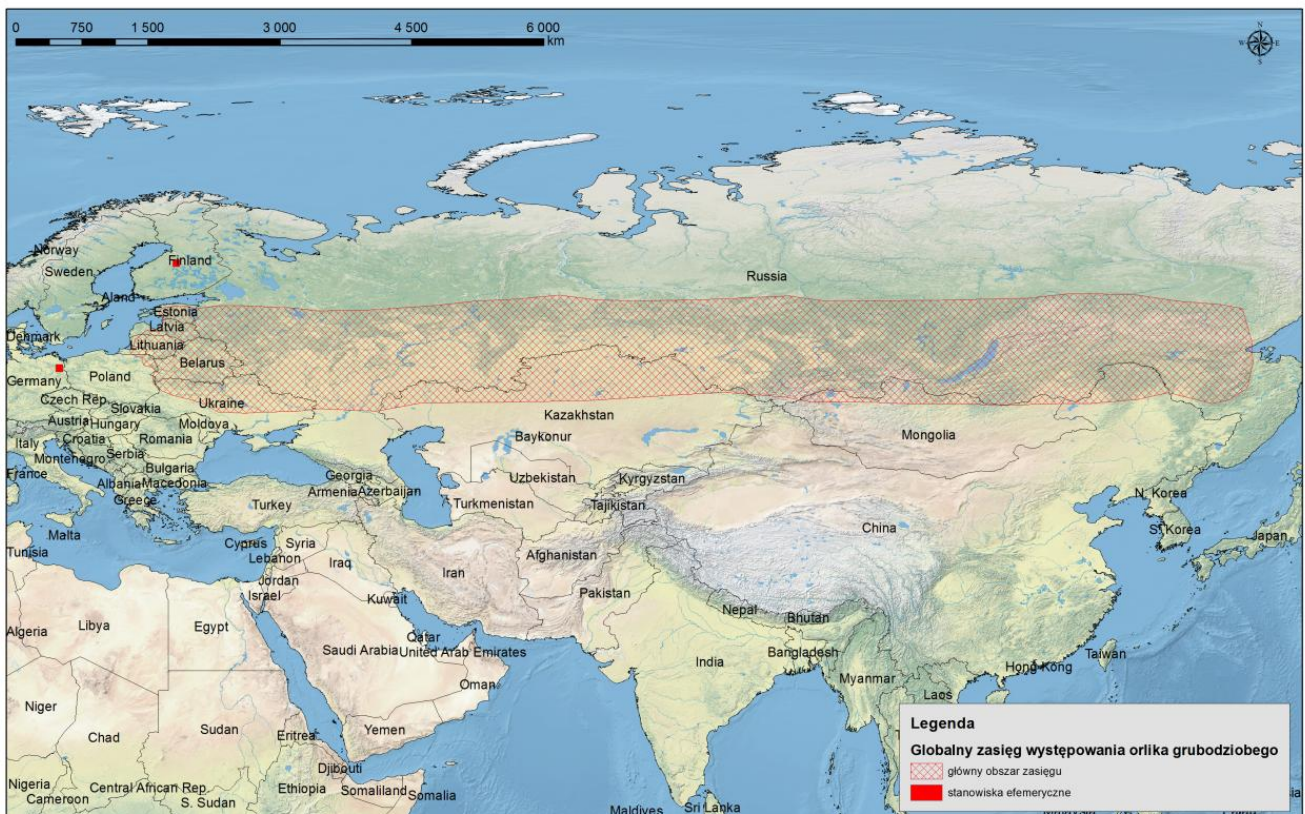 0 750 1 500 3 000 4 500 6 000
km
N
W E
S
Norway
Finland
Sweden
Russia
Aland
Estonia
Latvia
Denmark
Lithuania
Belarus
Germany
Poland
Czech Rep.
Slovakia
Ukraine
Austria
Hungary
Moldova
Kazakhstan
Italy
Croatia
Romania
Baykonur
Mongolia
Montenegro
Serbia
France
Bulgaria
Georgia
Uzbekistan
Kyrgyzstan
Albania
Macedonia
Armenia
Azerbaijan
N. Korea
Greece
Turkey
Turkmenistan
Tajikistan
China
S. Korea
Japan
Malta
Tunisia
Cyprus
Syria
Lebanon
Afghanistan
Iraq
Iran
Jordan
Israel
Pakistan
Kuwait
Nepal
Bhutan
Algeria
Libya
Egypt
Qatar
Saudi Arabia
United Arab Emirates
India
Bangladesh
Taiwan
Hong Kong
Myanmar
Oman
Laos
Niger
Chad
Sudan
Eritrea
Yemen
Djibouti
Nigeria
Central African Rep.
Ethiopia
Somaliland
Somalia
Cameroon
S. Sudan
Maldives
Sri Lanka
Legenda
Globalny zasięg występowania orlika grubodziobego
główny obszar zasięgu
stanowiska efemeryczne